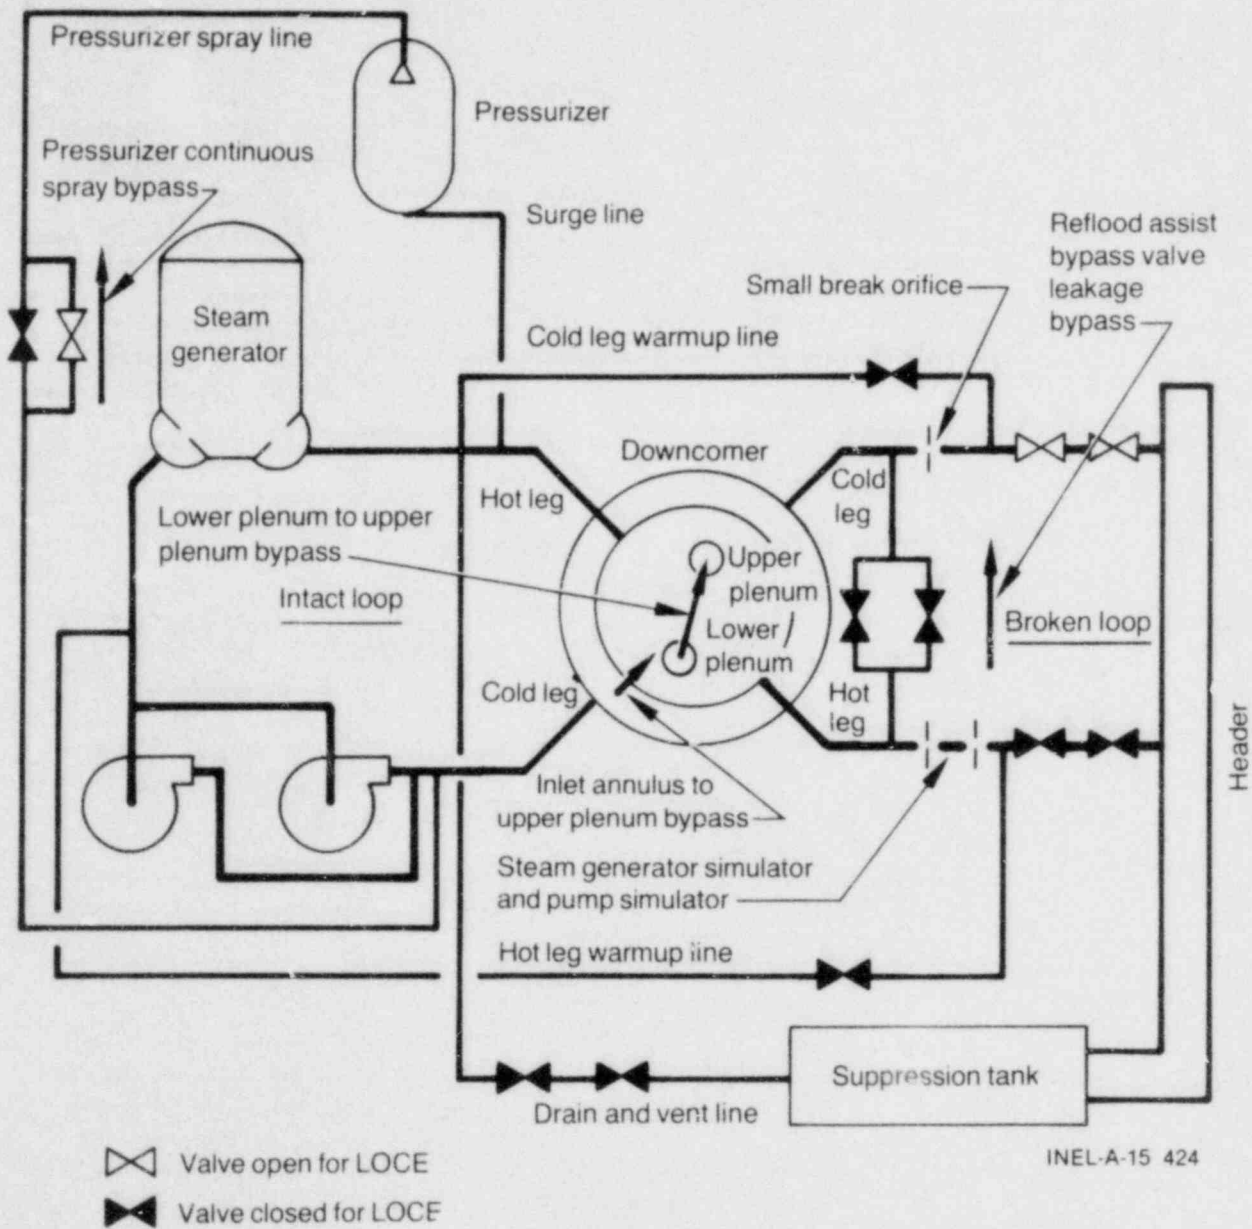 Pressurizer spray line
Pressurizer
Pressurizer continuous
spray bypass
Surge line
Reflood assist
bypass valve
leakage
bypass
Small break orifice
Steam
generator
Cold leg warmup line
Downcomer
Hot leg
Cold
leg
Lower plenum to upper
plenum bypass
Upper
plenum
Intact loop
Lower
plenum
Broken loop
Cold leg
Hot
leg
Header
Inlet annulus to
upper plenum bypass
Steam generator simulator
and pump simulator
Hot leg warmup line
Suppression tank
Drain and vent line
INEL-A-15 424
Valve open for LOCE
Valve closed for LOCE